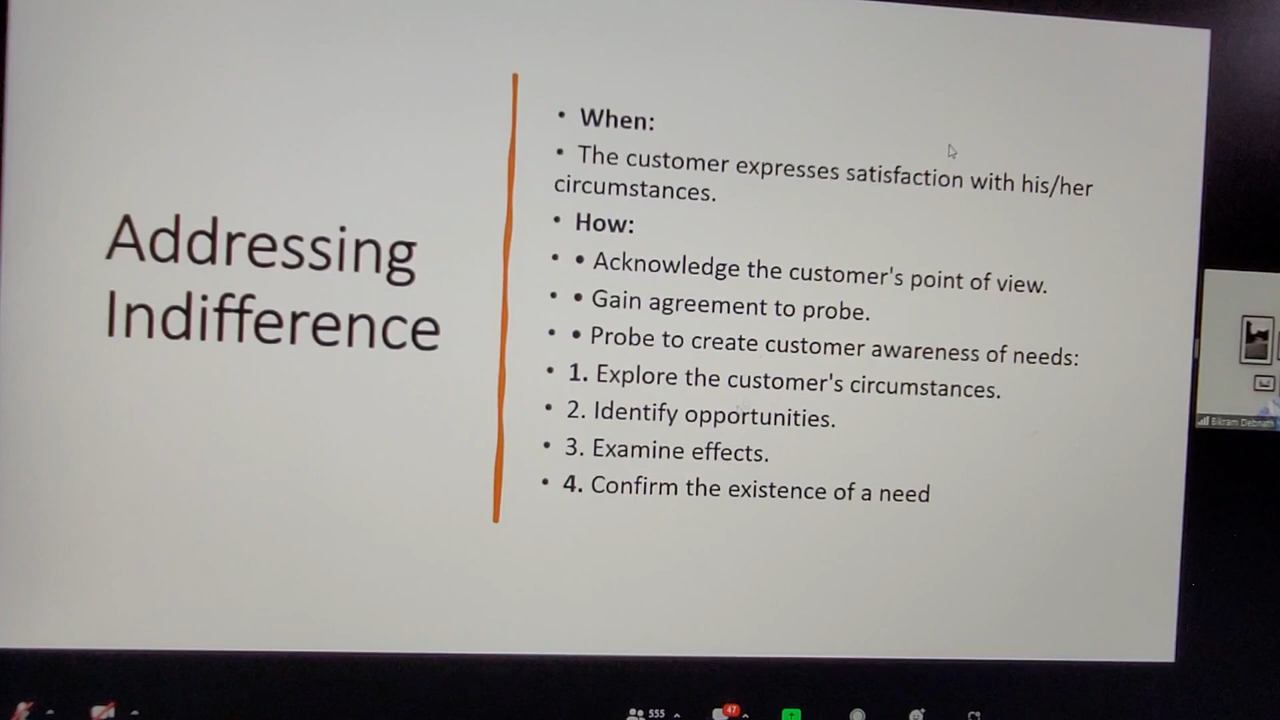 Addressing
Indifference
• When:
• The customer expresses satisfaction with his/her
circumstances.
• How:
• • Acknowledge the customer's point of view.
• • Gain agreement to probe.
• • Probe to create customer awareness of needs:
• 1. Explore the customer's circumstances.
• 2. Identify opportunities.
• 3. Examine effects.
• 4. Confirm the existence of a need
Bikram Debnath
555
47